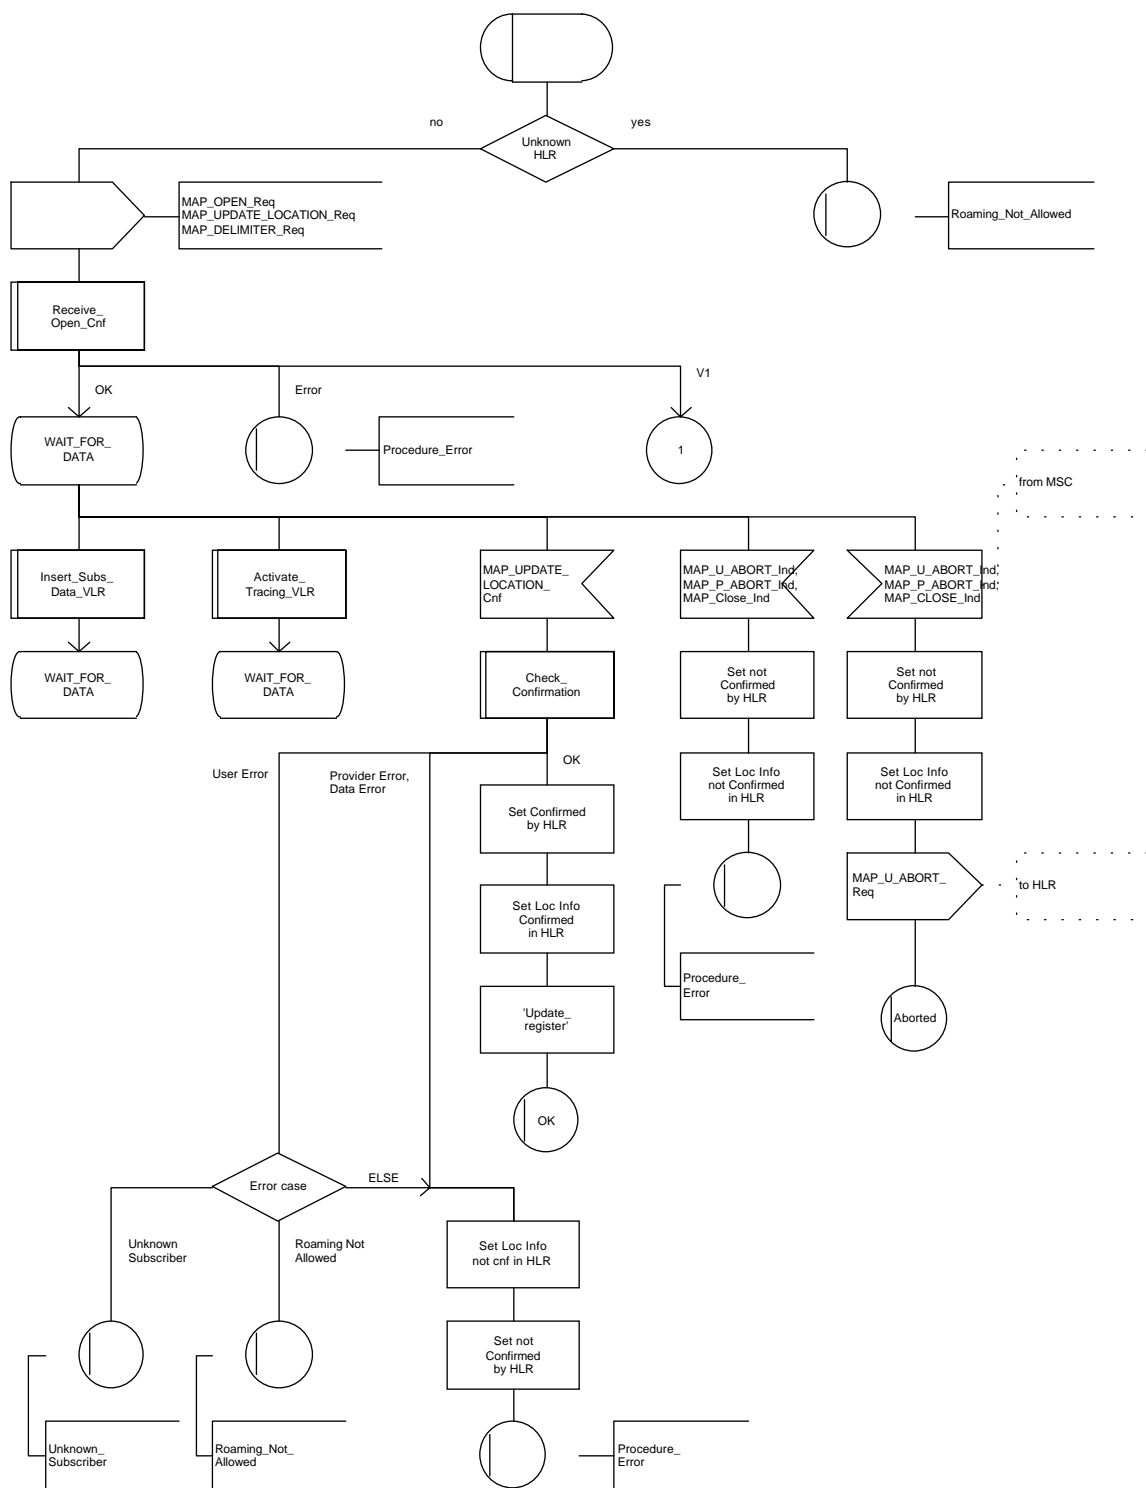 no
yes
Unknown
HLR
MAP_OPEN_Req
MAP_UPDATE_LOCATION_Req
MAP_DELIMITER_Req
Roaming_Not_Allowed
Receive_
Open_Cnf
OK
Error
V1
WAIT_FOR_
DATA
Procedure_Error
1
from MSC
Insert_Subs_
Data_VLR
Activate_
Tracing_VLR
MAP_UPDATE_
LOCATION_
Cnf
MAP_U_ABORT_Ind,
MAP_P_ABORT_Ind,
MAP_Close_Ind
MAP_U_ABORT_Ind,
MAP_P_ABORT_Ind;
MAP_CLOSE_Ind
WAIT_FOR_
DATA
WAIT_FOR_
DATA
Check_
Confirmation
Set not
Confirmed
by HLR
Set not
Confirmed
by HLR
User Error
Provider Error,
Data Error
OK
Set Confirmed
by HLR
Set Loc Info
not Confirmed
in HLR
Set Loc Info
not Confirmed
in HLR
Set Loc Info
Confirmed
in HLR
MAP_U_ABORT_
Req
to HLR
Procedure_
Error
'Update_
register'
Aborted
OK
Error case
ELSE
Unknown
Subscriber
Roaming Not
Allowed
Set Loc Info
not cnf in HLR
Set not
Confirmed
by HLR
Unknown_
Subscriber
Roaming_Not_
Allowed
Procedure_
Error